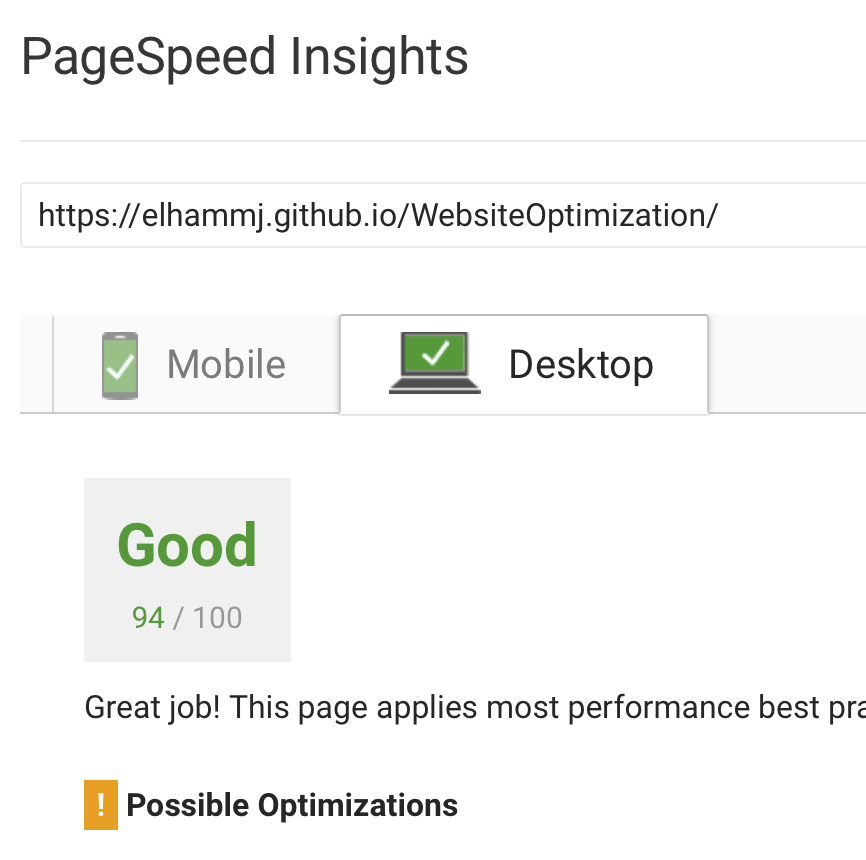 PageSpeed Insights
https://elhammj.github.io/WebsiteOptimization/
Mobile
Desktop
Good
94 / 100
Great job! This page applies most performance best pra
! Possible Optimizations